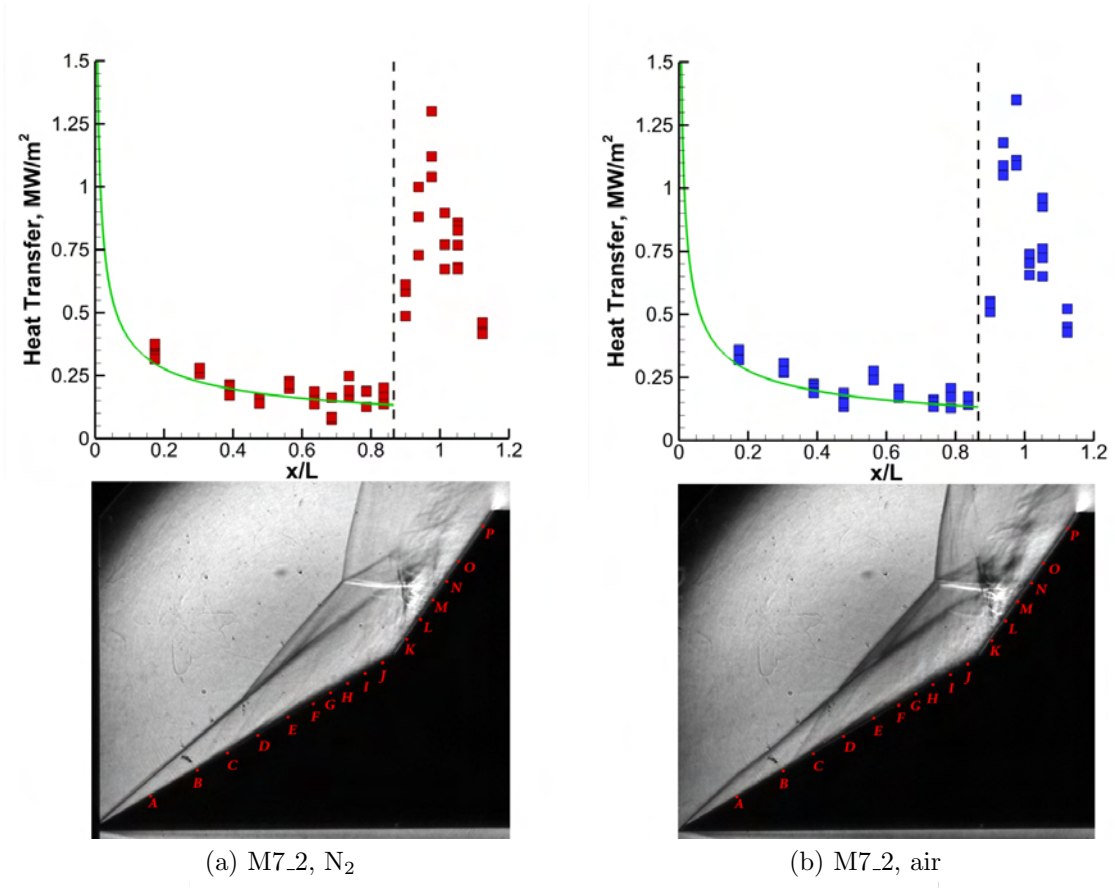 1.5
1.25
1
0.75
0.5
0.25
0
0 0.2 0.4 0.6 0.8 1 1.2
Heat Transfer, MW/m²
x/L
1.5
1.25
1
0.75
0.5
0.25
0
0 0.2 0.4 0.6 0.8 1 1.2
Heat Transfer, MW/m²
x/L
A B C D E F G H I J K L M N O P
A B C D E F G H I J K L M N O P
(a) M7_2, N₂
(b) M7_2, air